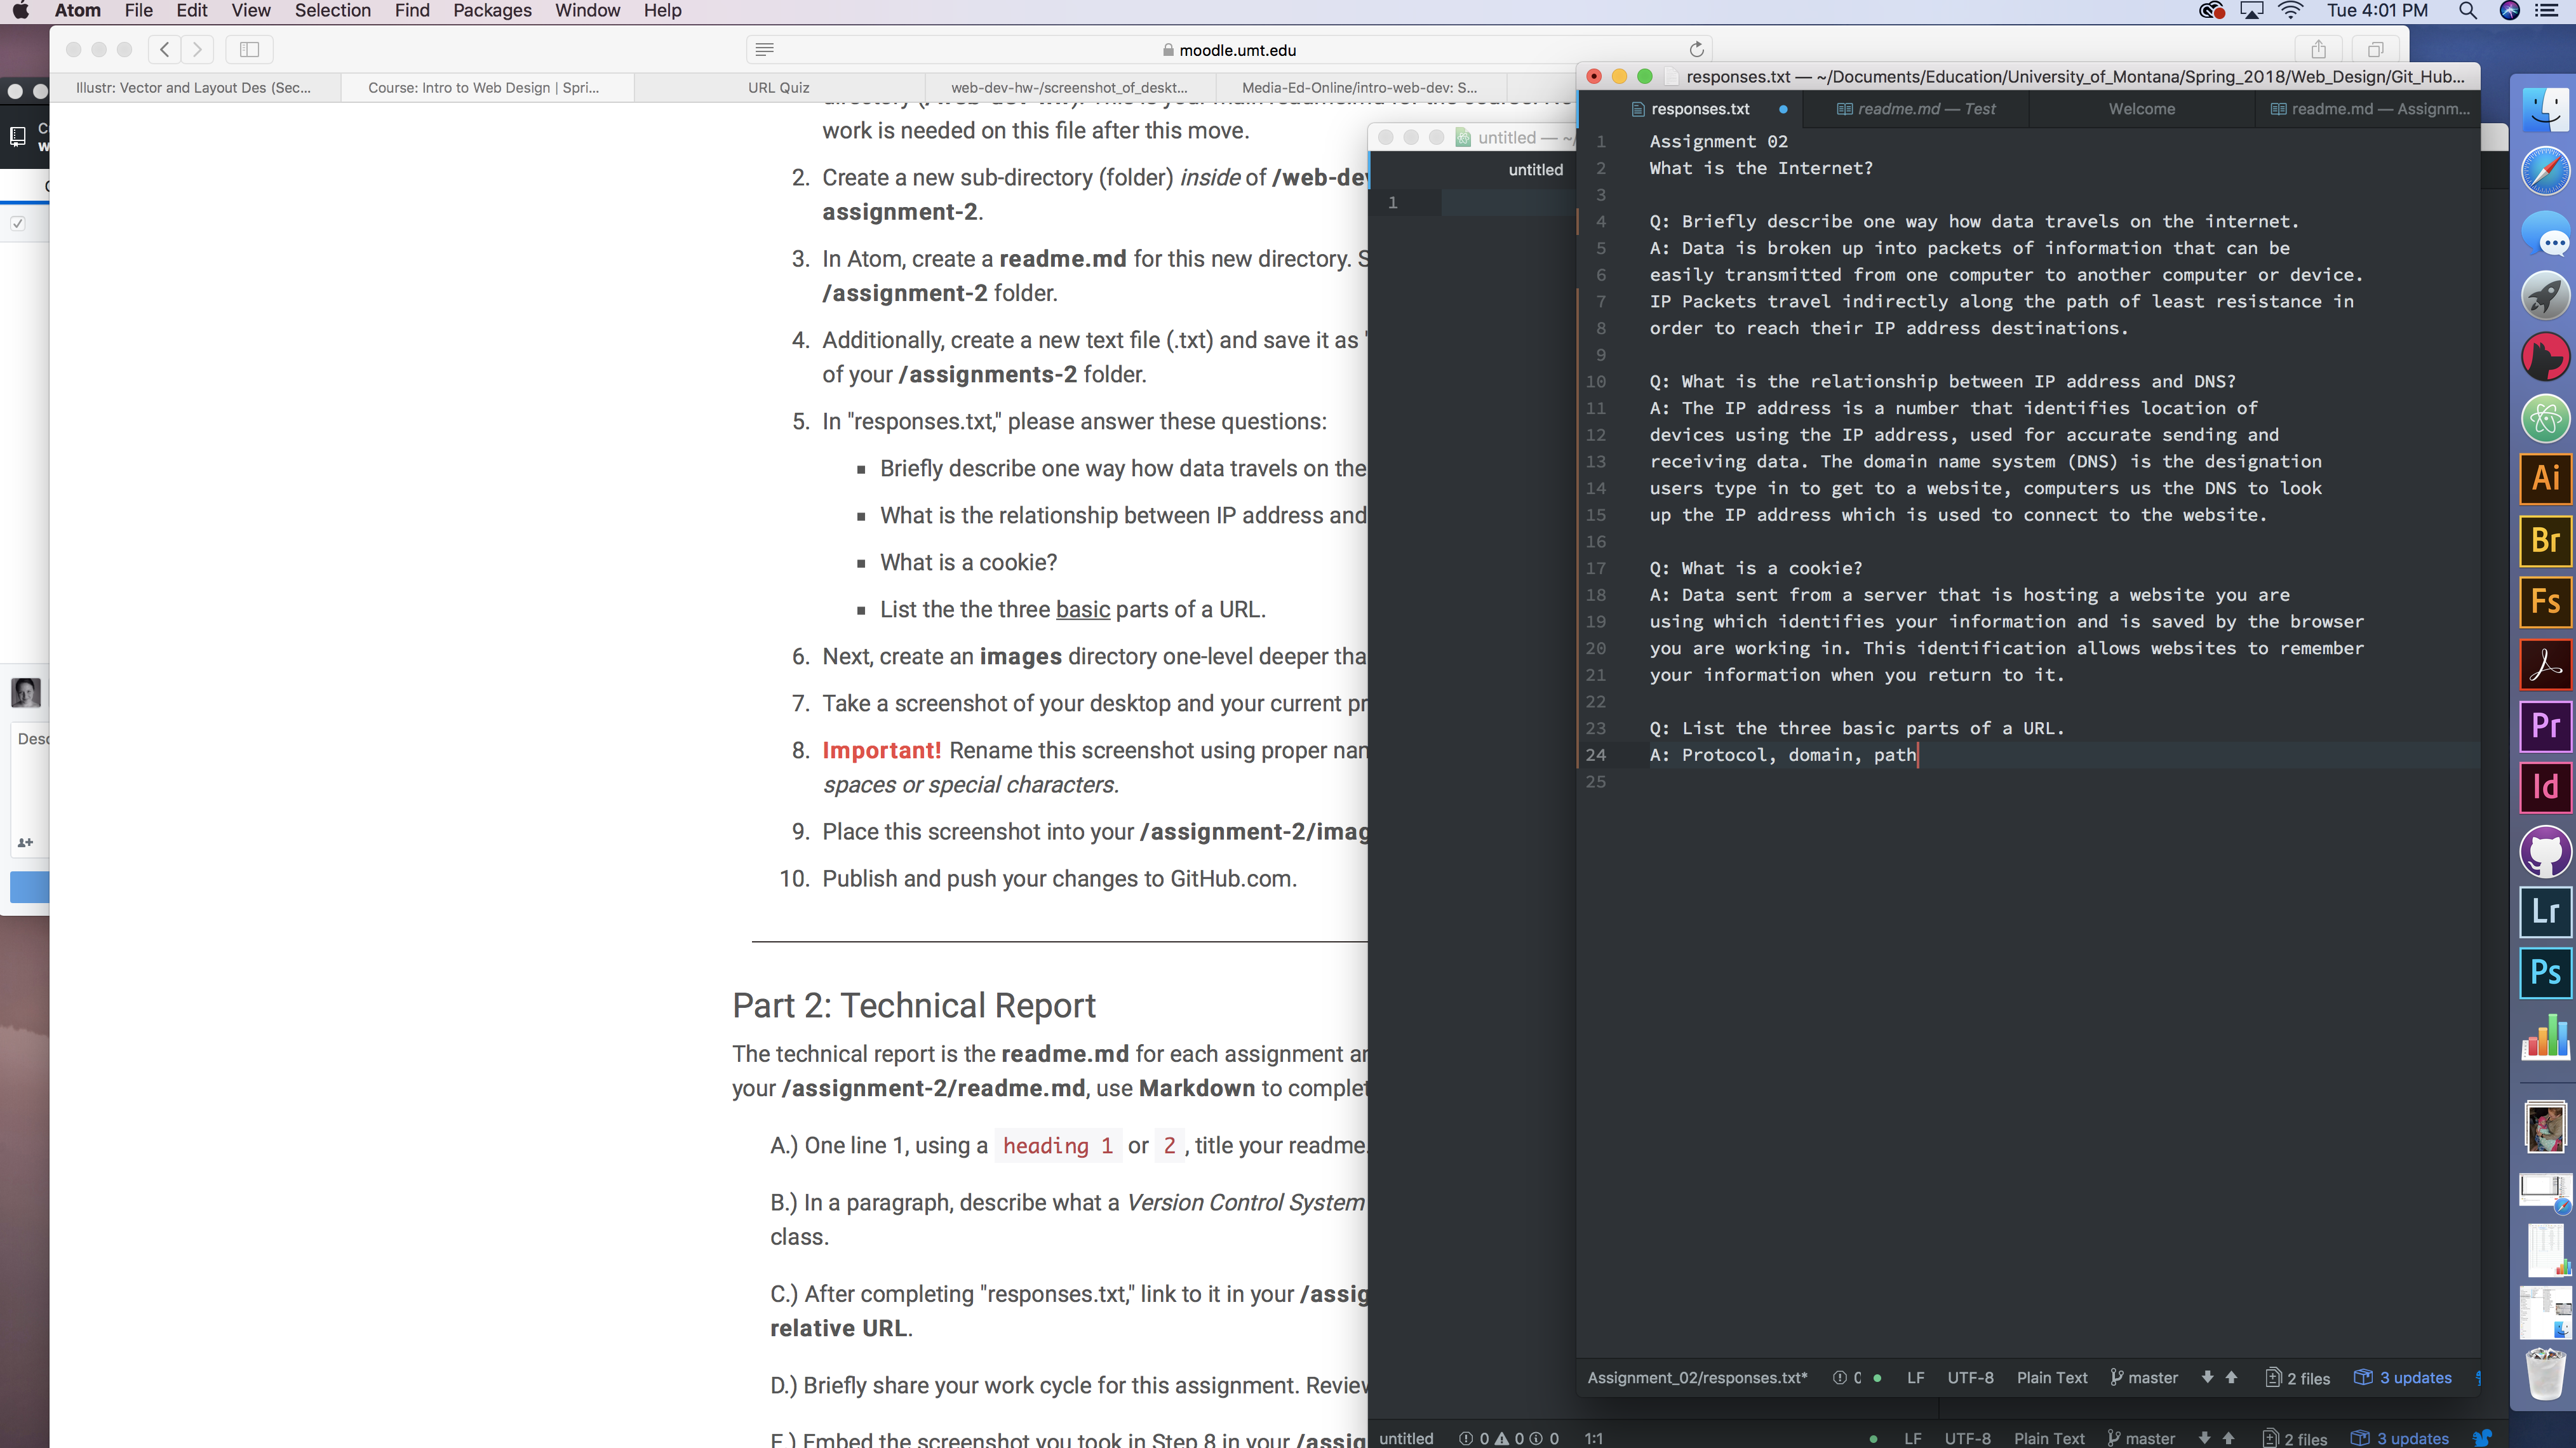 Atom File Edit View Selection Find Packages Window Help
Tue 4:01 PM
moodle.umt.edu
Illustr: Vector and Layout Des (Sec...
Course: Intro to Web Design | Spri...
URL Quiz
web-dev-hw-/screenshot_of_deskt...
Media-Ed-Online/intro-web-dev: S...
work is needed on this file after this move.
2. Create a new sub-directory (folder) inside of /web-dev
assignment-2.
3. In Atom, create a readme.md for this new directory. S
/assignment-2 folder.
4. Additionally, create a new text file (.txt) and save it as "
of your /assignments-2 folder.
5. In "responses.txt," please answer these questions:
▪ Briefly describe one way how data travels on the
▪ What is the relationship between IP address and
▪ What is a cookie?
▪ List the the three basic parts of a URL.
6. Next, create an images directory one-level deeper tha
7. Take a screenshot of your desktop and your current pr
8. Important! Rename this screenshot using proper nam
spaces or special characters.
9. Place this screenshot into your /assignment-2/imag
10. Publish and push your changes to GitHub.com.
Part 2: Technical Report
The technical report is the readme.md for each assignment an
your /assignment-2/readme.md, use Markdown to complet
A.) One line 1, using a heading 1 or 2 , title your readme.
B.) In a paragraph, describe what a Version Control System
class.
C.) After completing "responses.txt," link to it in your /assig
relative URL.
D.) Briefly share your work cycle for this assignment. Review
E.) Embed the screenshot you took in Step 8 in your /assig
Desc
untitled — ~/
untitled
1
untitled 0 0 0 1:1
LF UTF-8 Plain Text master 2 files 3 updates
responses.txt — ~/Documents/Education/University_of_Montana/Spring_2018/Web_Design/Git_Hub...
responses.txt
readme.md — Test
Welcome
readme.md — Assignm...
1 Assignment 02
2 What is the Internet?
3
4 Q: Briefly describe one way how data travels on the internet.
5 A: Data is broken up into packets of information that can be
6 easily transmitted from one computer to another computer or device.
7 IP Packets travel indirectly along the path of least resistance in
8 order to reach their IP address destinations.
9
10 Q: What is the relationship between IP address and DNS?
11 A: The IP address is a number that identifies location of
12 devices using the IP address, used for accurate sending and
13 receiving data. The domain name system (DNS) is the designation
14 users type in to get to a website, computers us the DNS to look
15 up the IP address which is used to connect to the website.
16
17 Q: What is a cookie?
18 A: Data sent from a server that is hosting a website you are
19 using which identifies your information and is saved by the browser
20 you are working in. This identification allows websites to remember
21 your information when you return to it.
22
23 Q: List the three basic parts of a URL.
24 A: Protocol, domain, path
25
Assignment_02/responses.txt* LF UTF-8 Plain Text master 2 files 3 updates
Ai
Br
Fs
Pr
Id
Lr
Ps